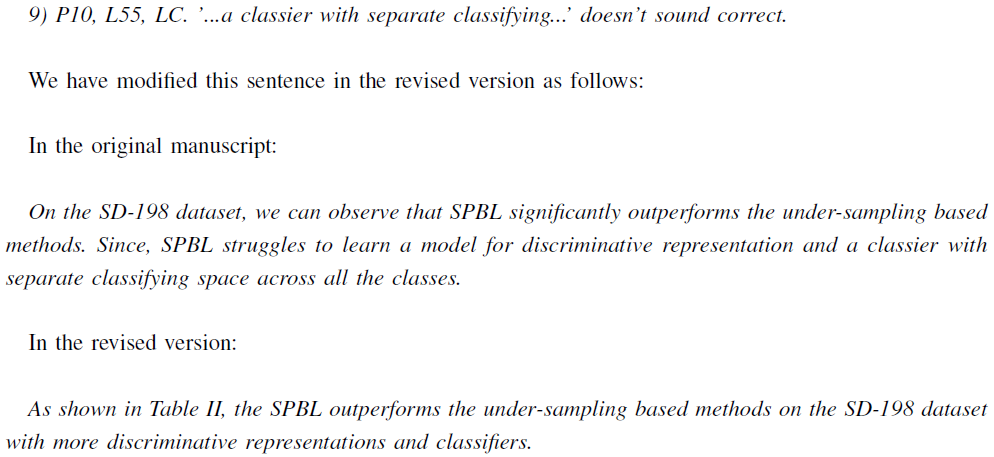 9) P10, L55, LC. '...a classier with separate classifying...' doesn't sound correct.
We have modified this sentence in the revised version as follows:
In the original manuscript:
On the SD-198 dataset, we can observe that SPBL significantly outperforms the under-sampling based
methods. Since, SPBL struggles to learn a model for discriminative representation and a classier with
separate classifying space across all the classes.
In the revised version:
As shown in Table II, the SPBL outperforms the under-sampling based methods on the SD-198 dataset
with more discriminative representations and classifiers.